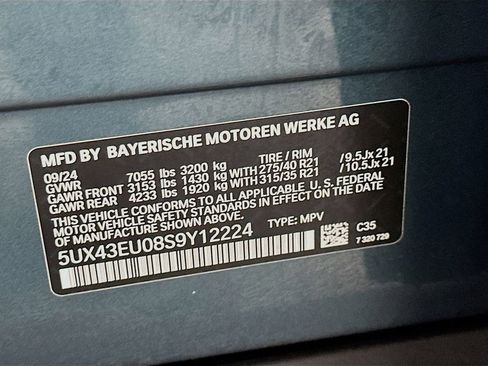 MFD BY BAYERISCHE MOTOREN WERKE AG
09/24 TIRE / RIM
GVWR 7055 lbs 3200 kg
GAWR FRONT 3153 lbs 1430 kg WITH 275/40 R21 / 9.5Jx21
GAWR REAR 4233 lbs 1920 kg WITH 315/35 R21 / 10.5Jx21
THIS VEHICLE CONFORMS TO ALL APPLICABLE U.S. FEDERAL
MOTOR VEHICLE SAFETY STANDARDS IN EFFECT ON THE
DATE OF MANUFACTURE SHOWN ABOVE.
5UX43EU08S9Y12224 TYPE: MPV
C35
7 320 729